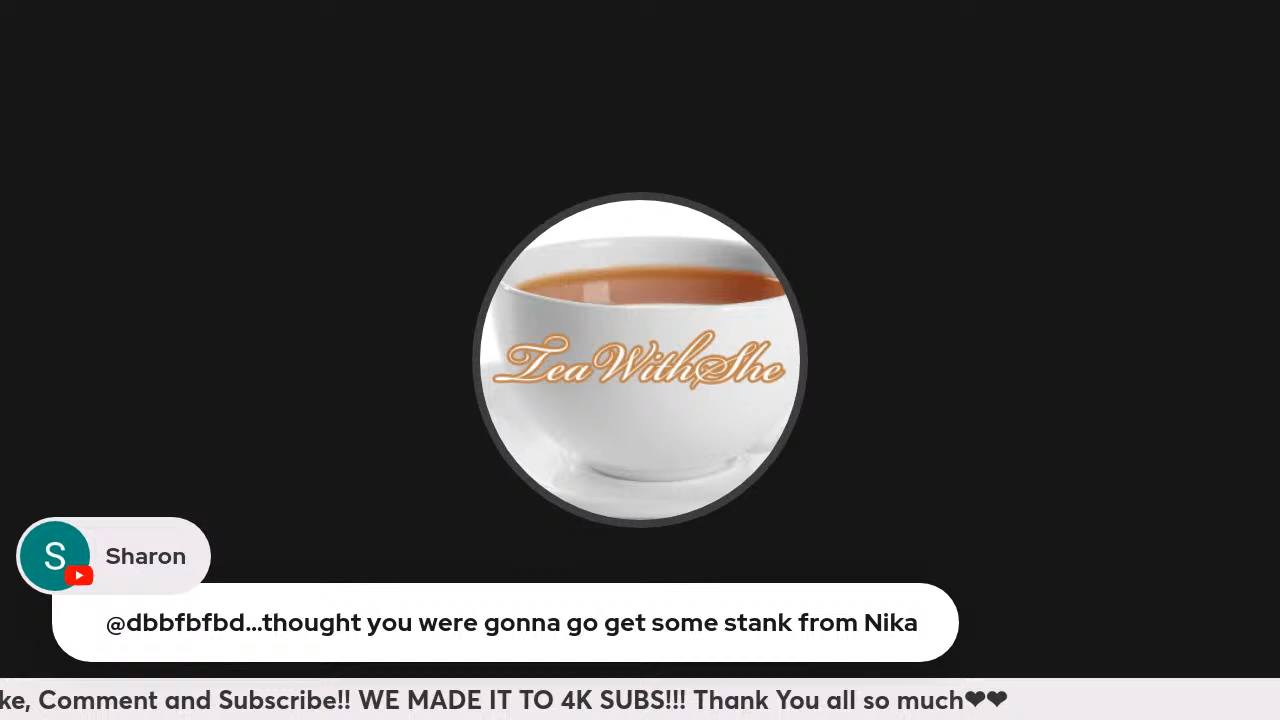 TeaWithShe
S
Sharon
@dbbfbfbd...thought you were gonna go get some stank from Nika
ke, Comment and Subscribe!! WE MADE IT TO 4K SUBS!!! Thank You all so much❤❤